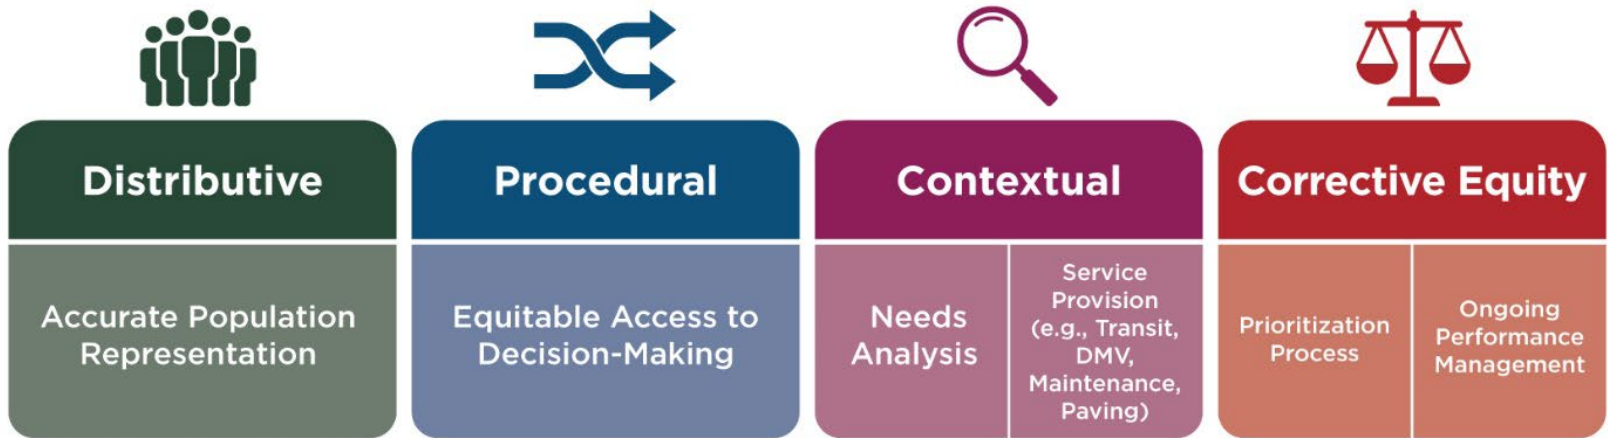 Distributive
Accurate Population
Representation
Procedural
Equitable Access to
Decision-Making
Contextual
Needs
Analysis
Service
Provision
(e.g., Transit,
DMV,
Maintenance,
Paving)
Corrective Equity
Prioritization
Process
Ongoing
Performance
Management